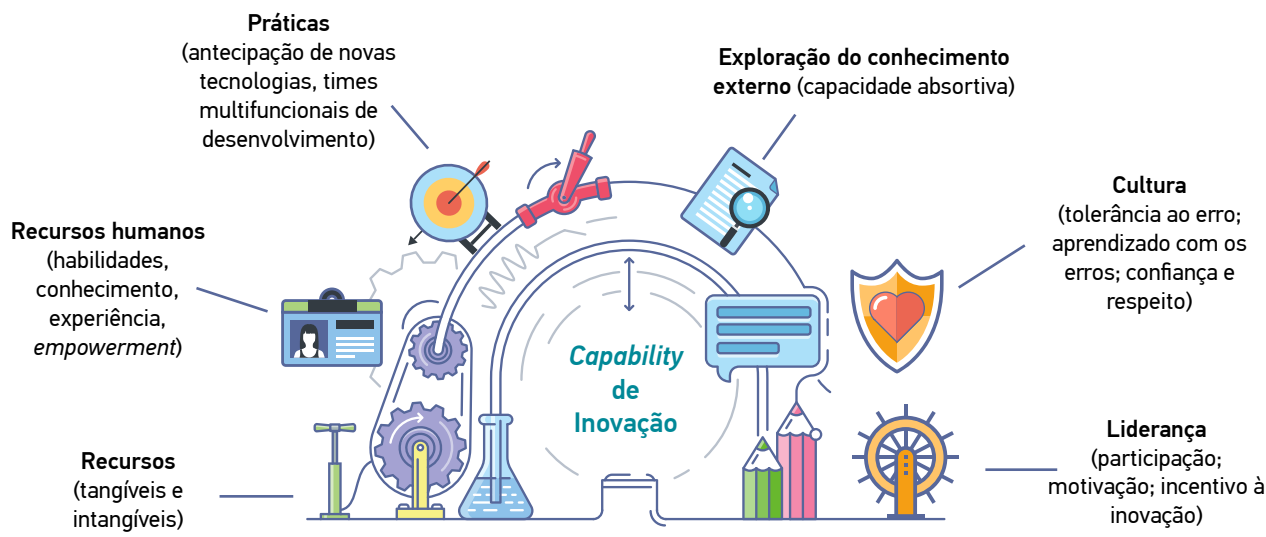 Práticas
(antecipação de novas
tecnologias, times
multifuncionais de
desenvolvimento)
Exploração do conhecimento
externo (capacidade absortiva)
Recursos humanos
(habilidades,
conhecimento,
experiência,
empowerment)
Cultura
(tolerância ao erro;
aprendizado com os
erros; confiança e
respeito)
Capability
de
Inovação
Recursos
(tangíveis e
intangíveis)
Liderança
(participação;
motivação; incentivo à
inovação)